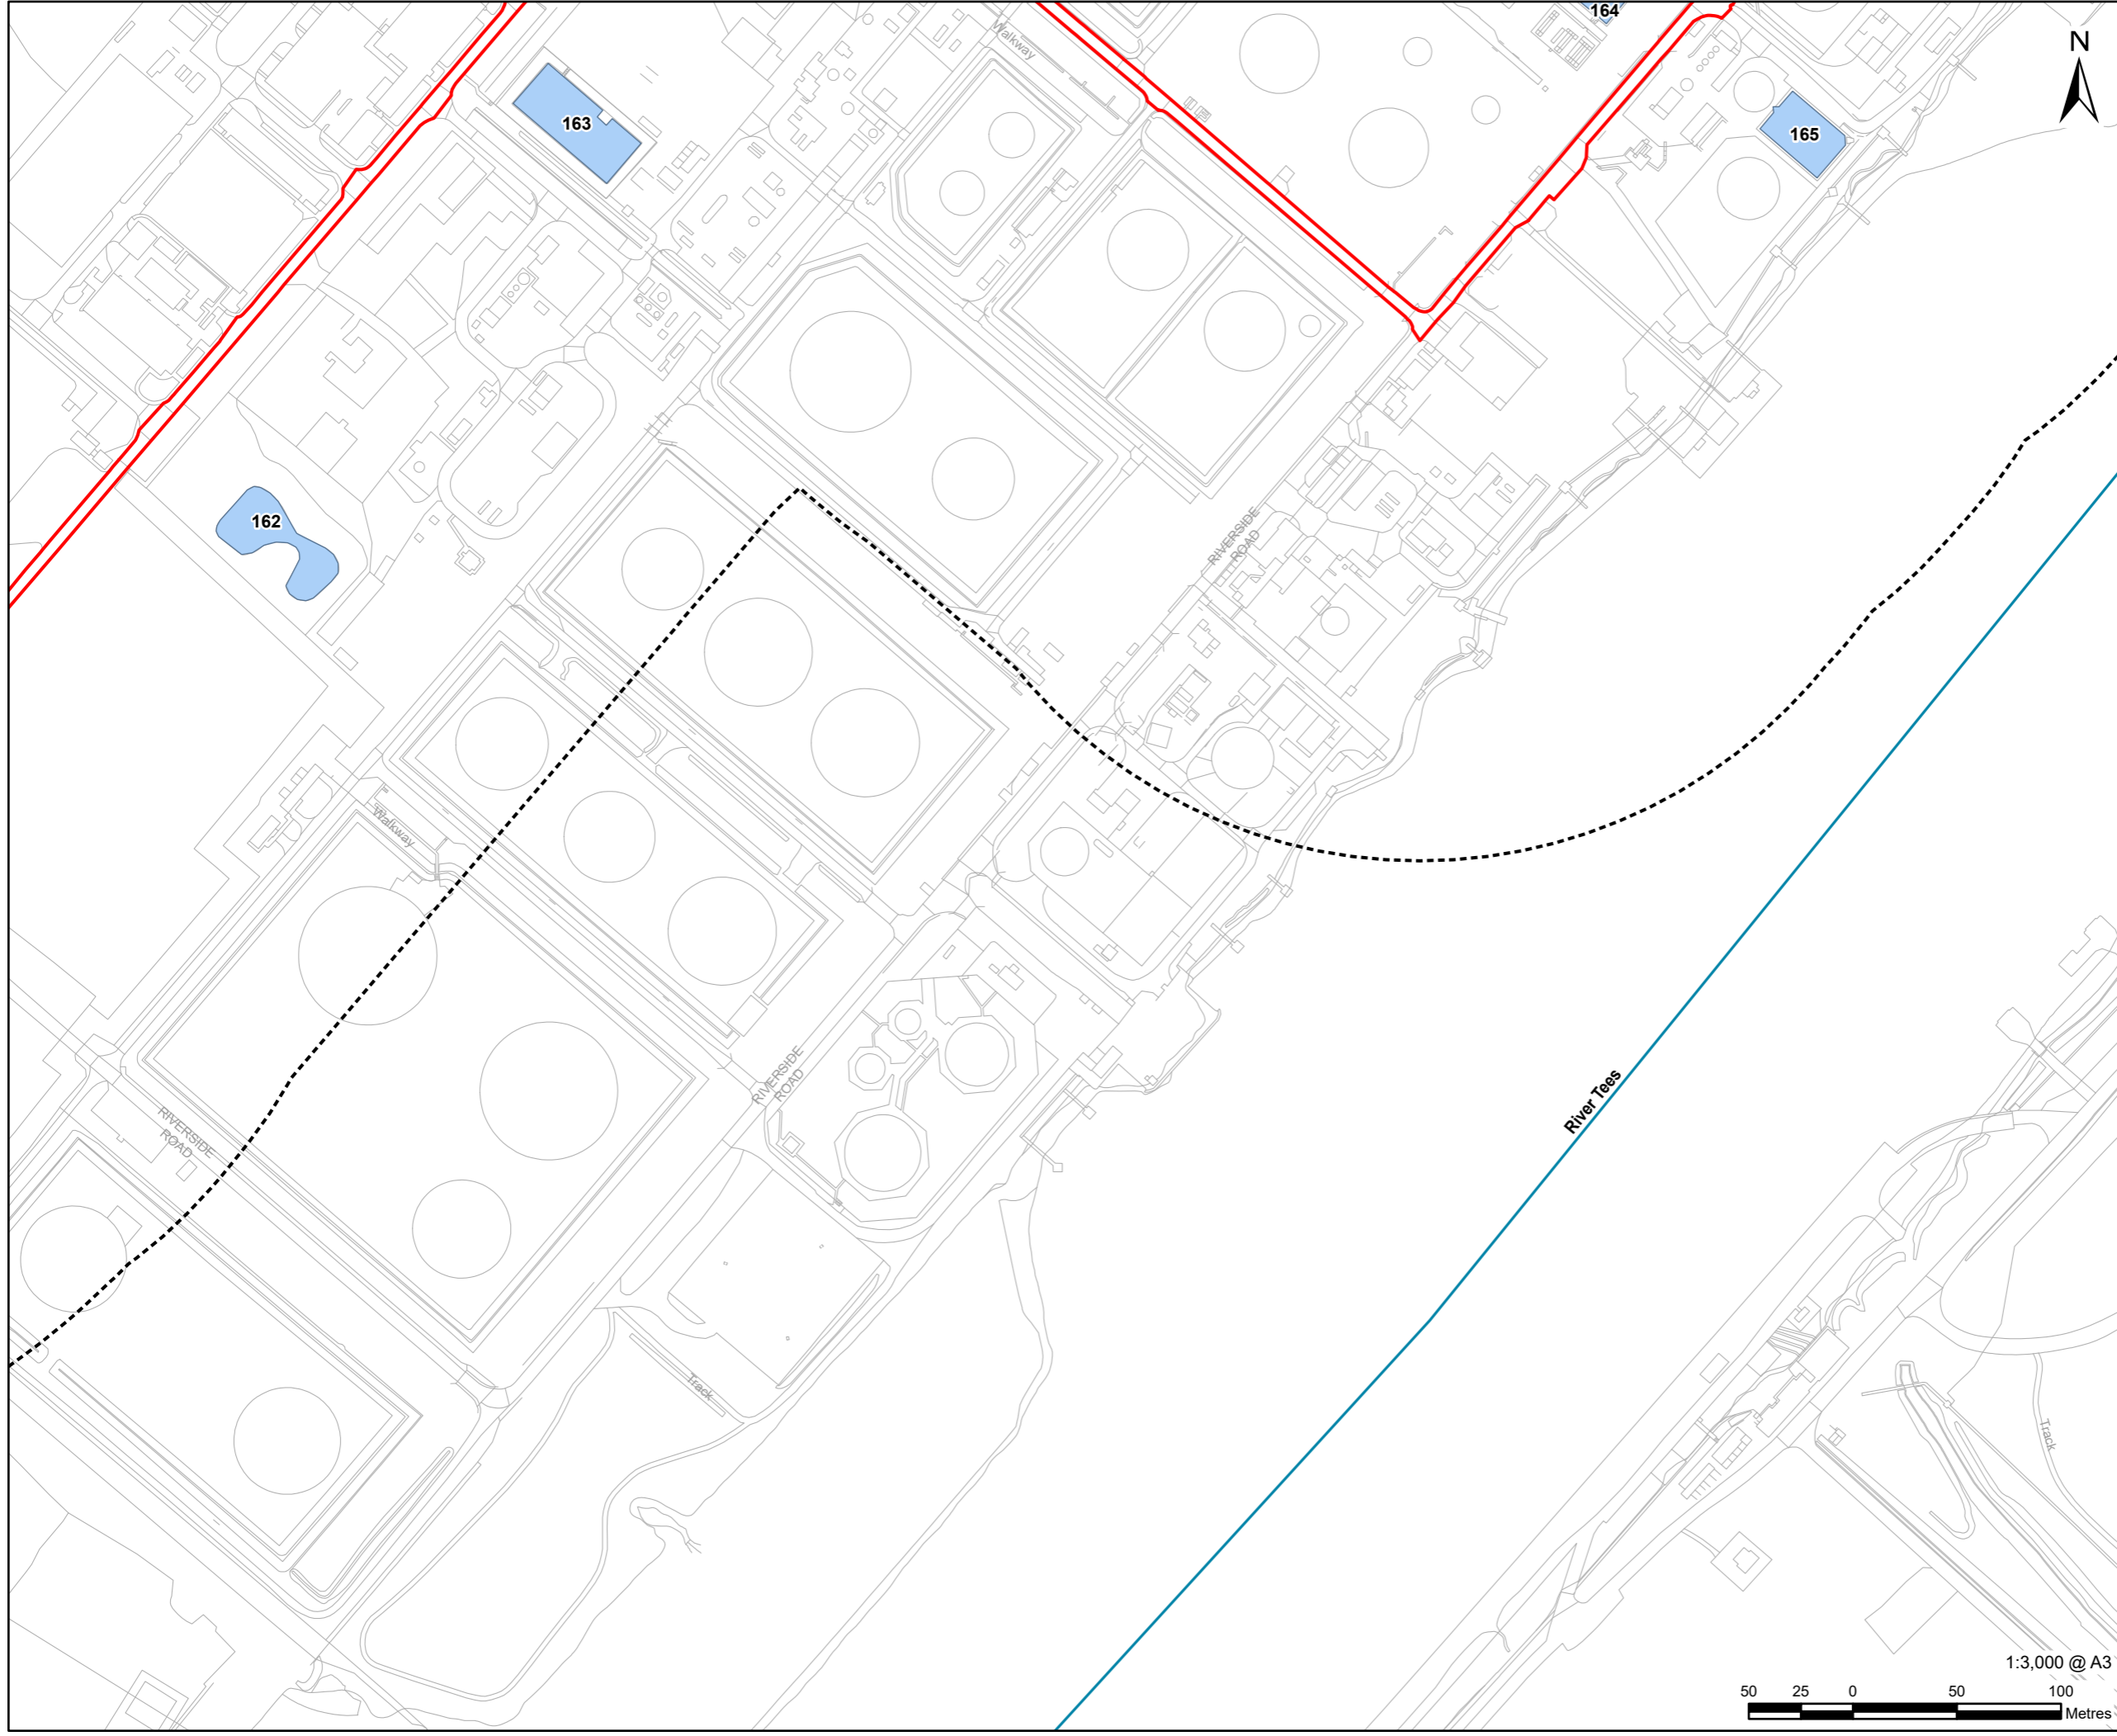 164
N
Walkway
163
165
162
RIVERSIDE
ROAD
Walkway
RIVERSIDE
ROAD
River Tees
RIVERSIDE
ROAD
Track
Track
1:3,000 @ A3
50 25 0 50 100
Metres